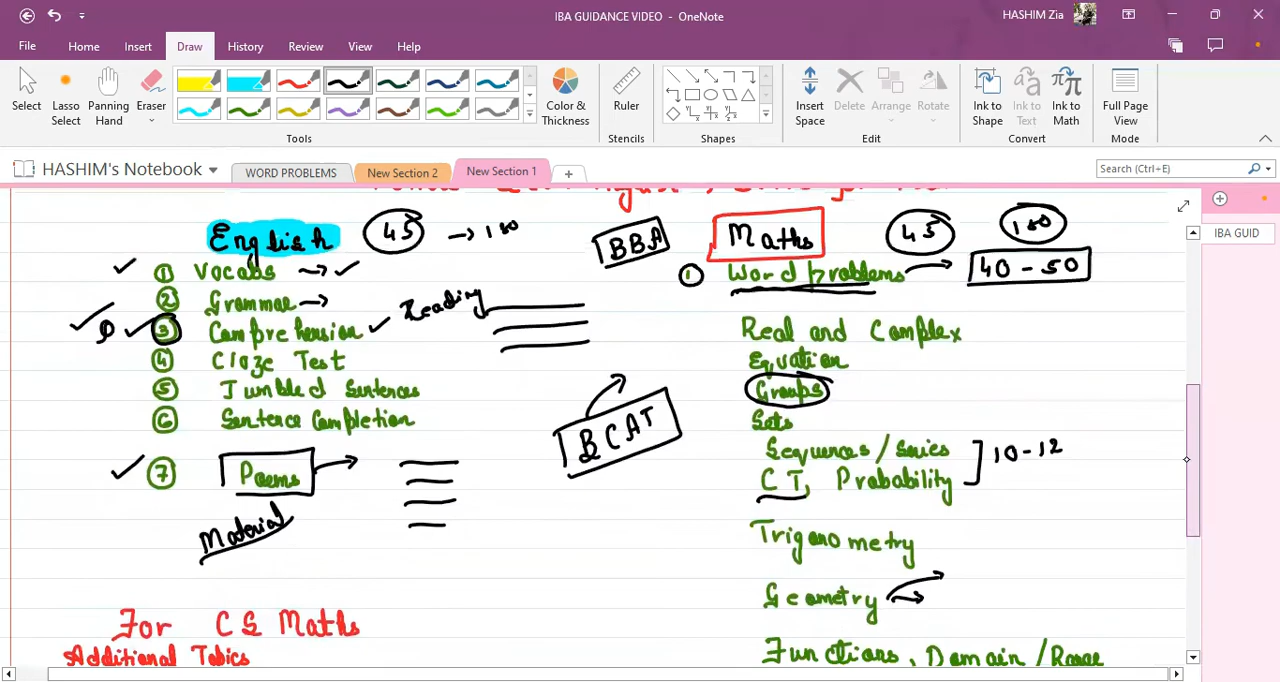 IBA GUIDANCE VIDEO - OneNote
HASHIM Zia
File Home Insert Draw History Review View Help
Select
Lasso Select
Panning Hand
Eraser
Color & Thickness
Ruler
Insert Space
Delete
Arrange
Rotate
Ink to Shape
Ink to Text
Ink to Math
Full Page View
Tools
Stencils
Shapes
Edit
Convert
Mode
HASHIM's Notebook
WORD PROBLEMS
New Section 2
New Section 1
Search (Ctrl+E)
IBA GUID
English 45 → 180
① Vocabs →
② Grammar →
③ Comprehension Reading
④ Cloze Test
⑤ Jumbled Sentences
⑥ Sentence Completion
⑦ Poems
Material
BBA
BCAT
Maths 45 180
① Word problems 40 - 50
Real and Complex
Equation
Groups
Sets
Sequences / Series
CT, Probability ] 10-12
Trigonometry
Geometry
Functions, Domain / Range
For CS Maths
Additional Topics